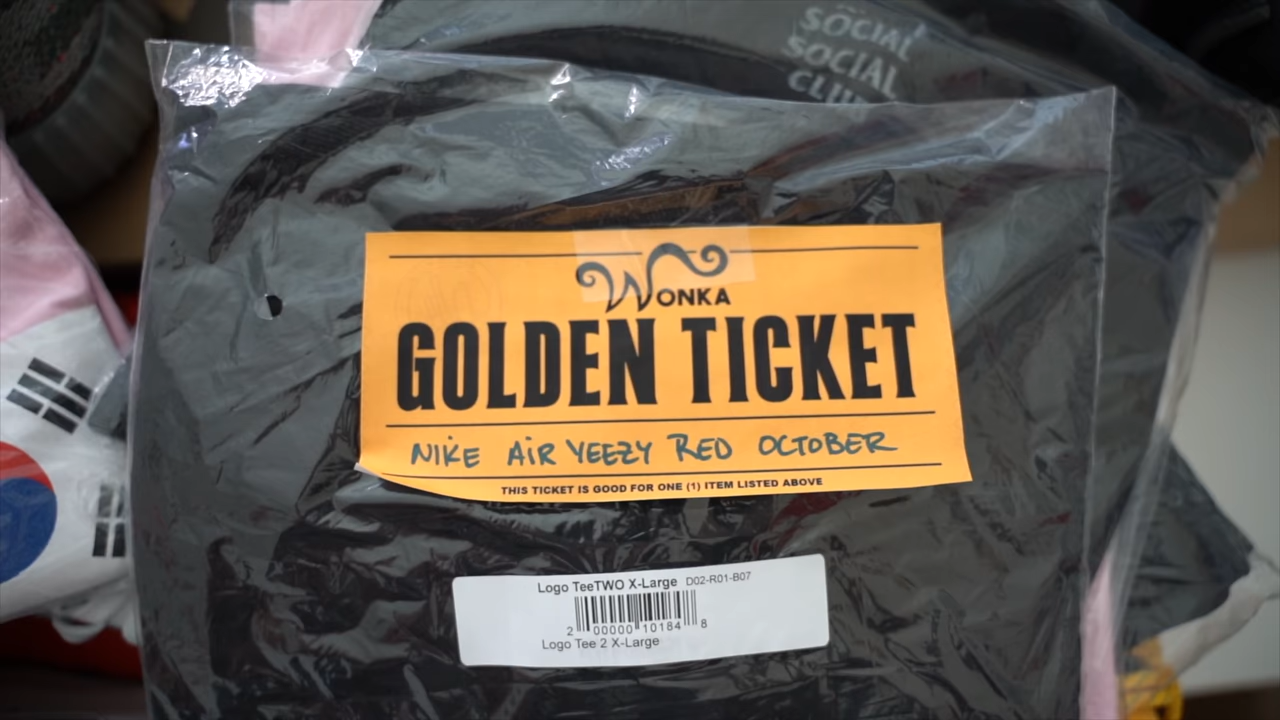 SOCIAL
SOCIAL
CLUB
WONKA
GOLDEN TICKET
NIKE AIR YEEZY RED OCTOBER
THIS TICKET IS GOOD FOR ONE (1) ITEM LISTED ABOVE
Logo TeeTWO X-Large D02-R01-B07
2 00000 10184 8
Logo Tee 2 X-Large